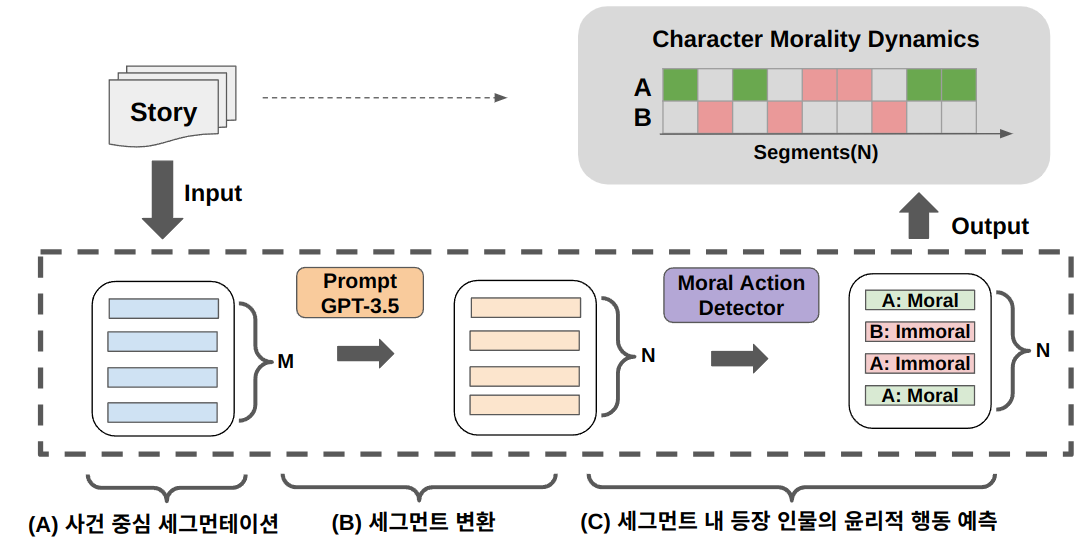 Story
Character Morality Dynamics
A
B
Segments(N)
Input
Output
Prompt
GPT-3.5
Moral Action
Detector
M
N
A: Moral
B: Immoral
A: Immoral
A: Moral
N
(A) 사건 중심 세그먼테이션
(B) 세그먼트 변환
(C) 세그먼트 내 등장 인물의 윤리적 행동 예측